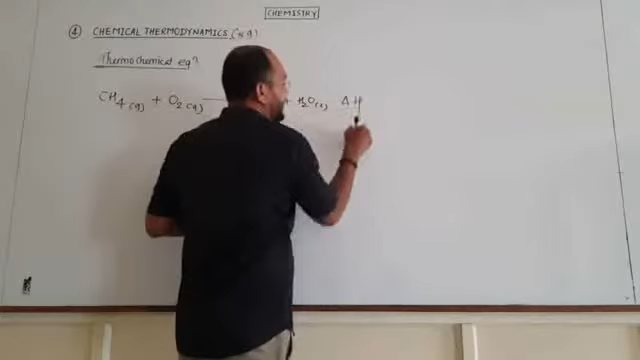 CHEMISTRY
④ CHEMICAL THERMODYNAMICS
Thermochemical eqⁿ
CH₄(g) + O₂(g) + H₂O ΔH